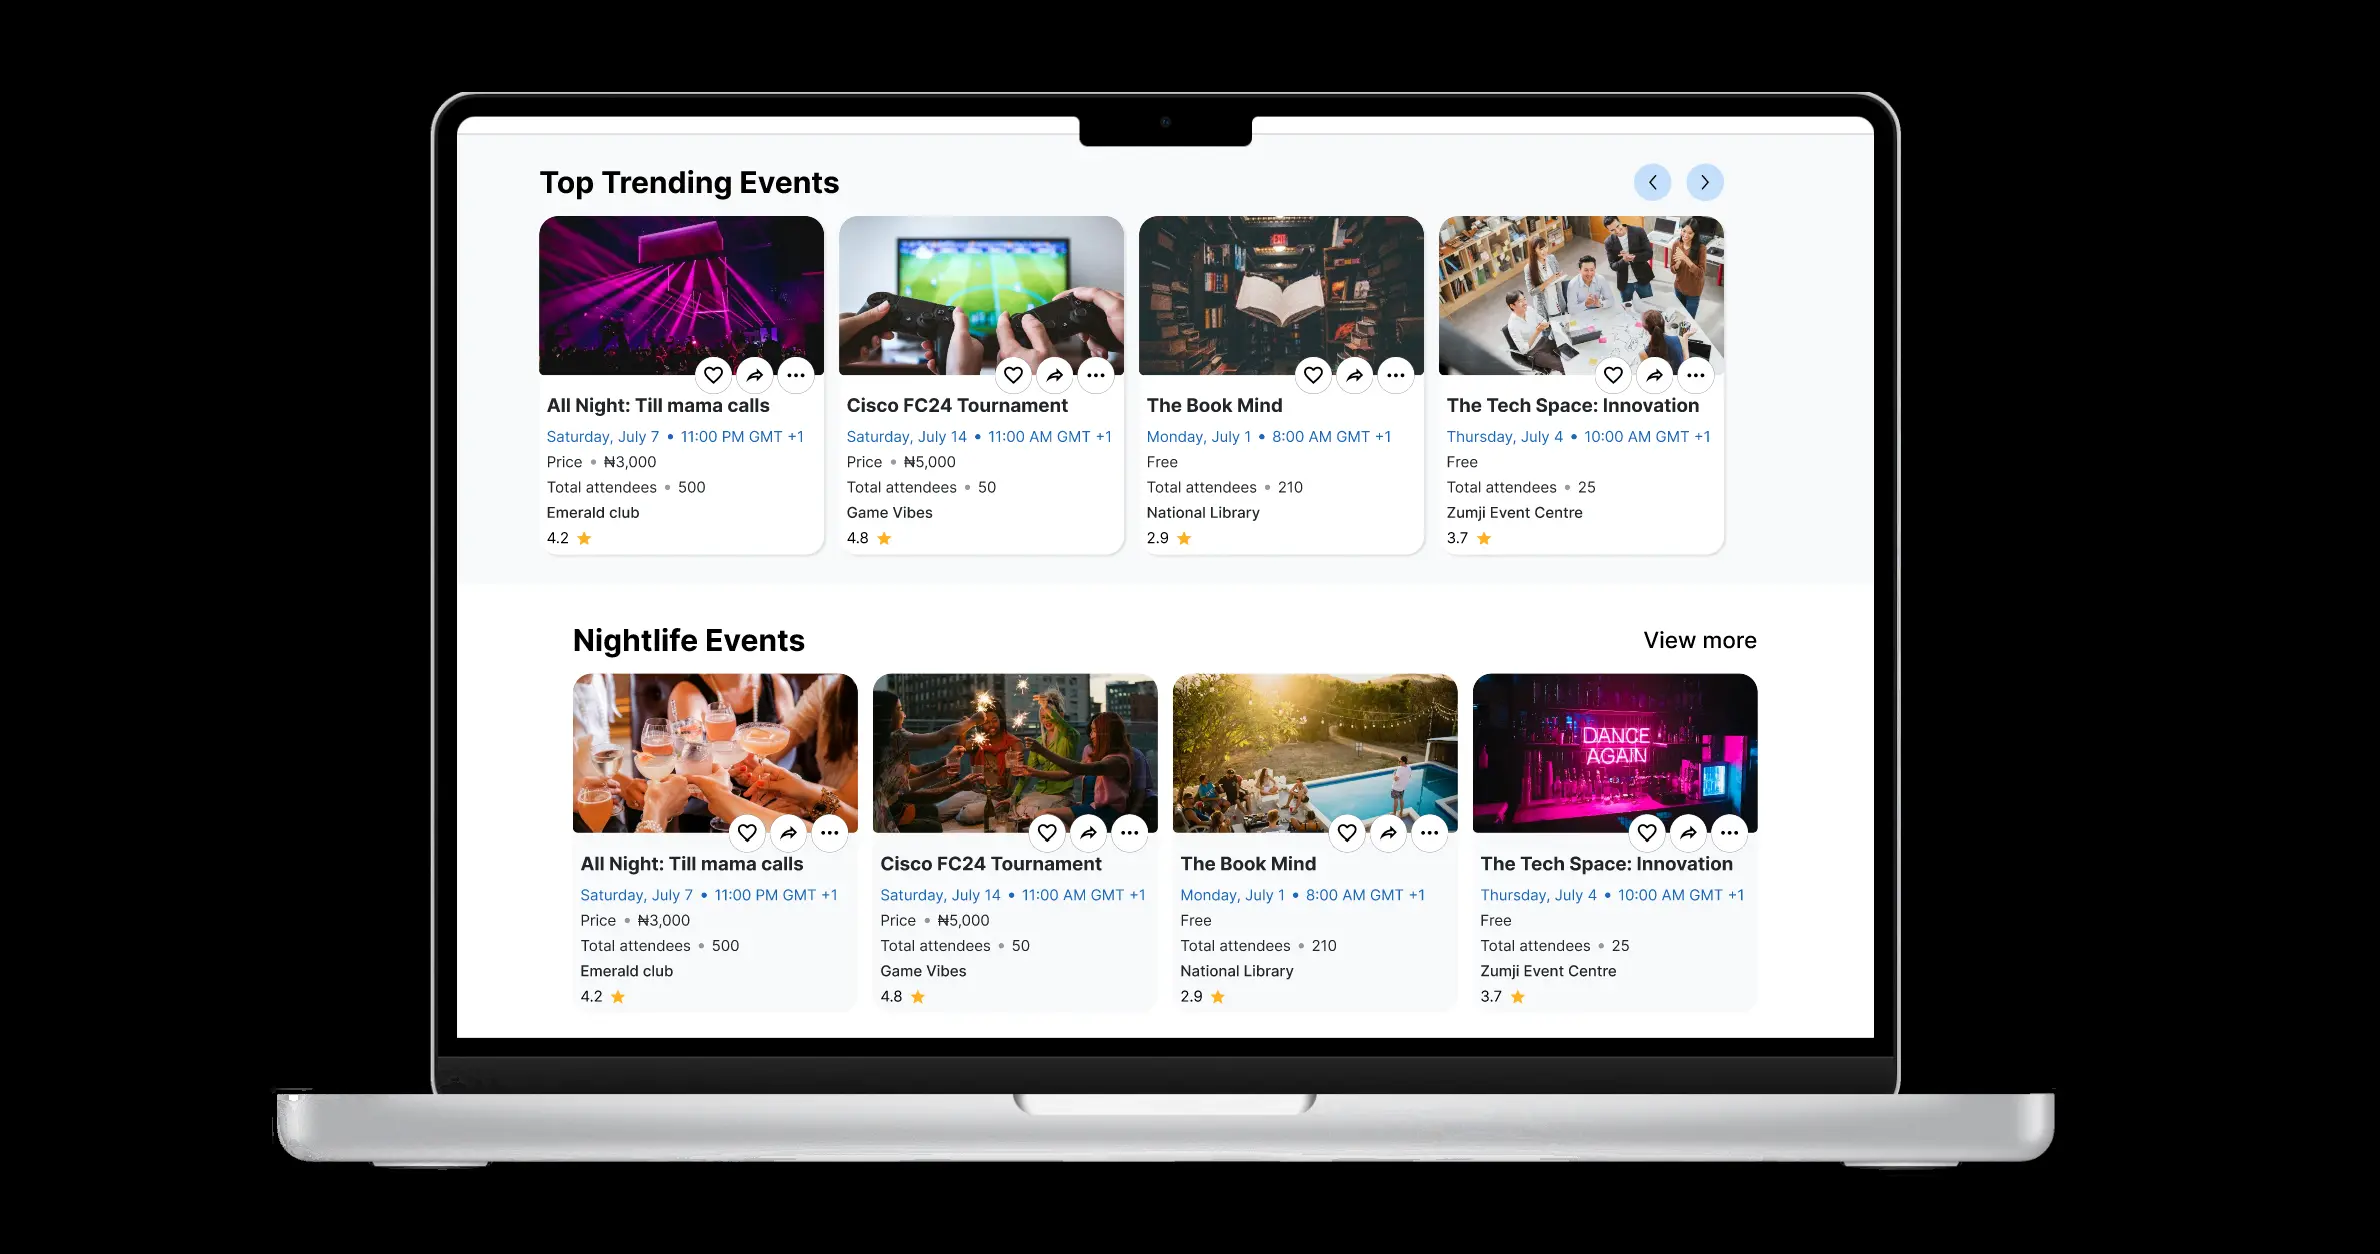 Top Trending Events
EXIT
All Night: Till mama calls
Saturday, July 7 • 11:00 PM GMT +1
Price • ₦3,000
Total attendees • 500
Emerald club
4.2
Cisco FC24 Tournament
Saturday, July 14 • 11:00 AM GMT +1
Price • ₦5,000
Total attendees • 50
Game Vibes
4.8
The Book Mind
Monday, July 1 • 8:00 AM GMT +1
Free
Total attendees • 210
National Library
2.9
The Tech Space: Innovation
Thursday, July 4 • 10:00 AM GMT +1
Free
Total attendees • 25
Zumji Event Centre
3.7
Nightlife Events
View more
DANCE
AGAIN
All Night: Till mama calls
Saturday, July 7 • 11:00 PM GMT +1
Price • ₦3,000
Total attendees • 500
Emerald club
4.2
Cisco FC24 Tournament
Saturday, July 14 • 11:00 AM GMT +1
Price • ₦5,000
Total attendees • 50
Game Vibes
4.8
The Book Mind
Monday, July 1 • 8:00 AM GMT +1
Free
Total attendees • 210
National Library
2.9
The Tech Space: Innovation
Thursday, July 4 • 10:00 AM GMT +1
Free
Total attendees • 25
Zumji Event Centre
3.7